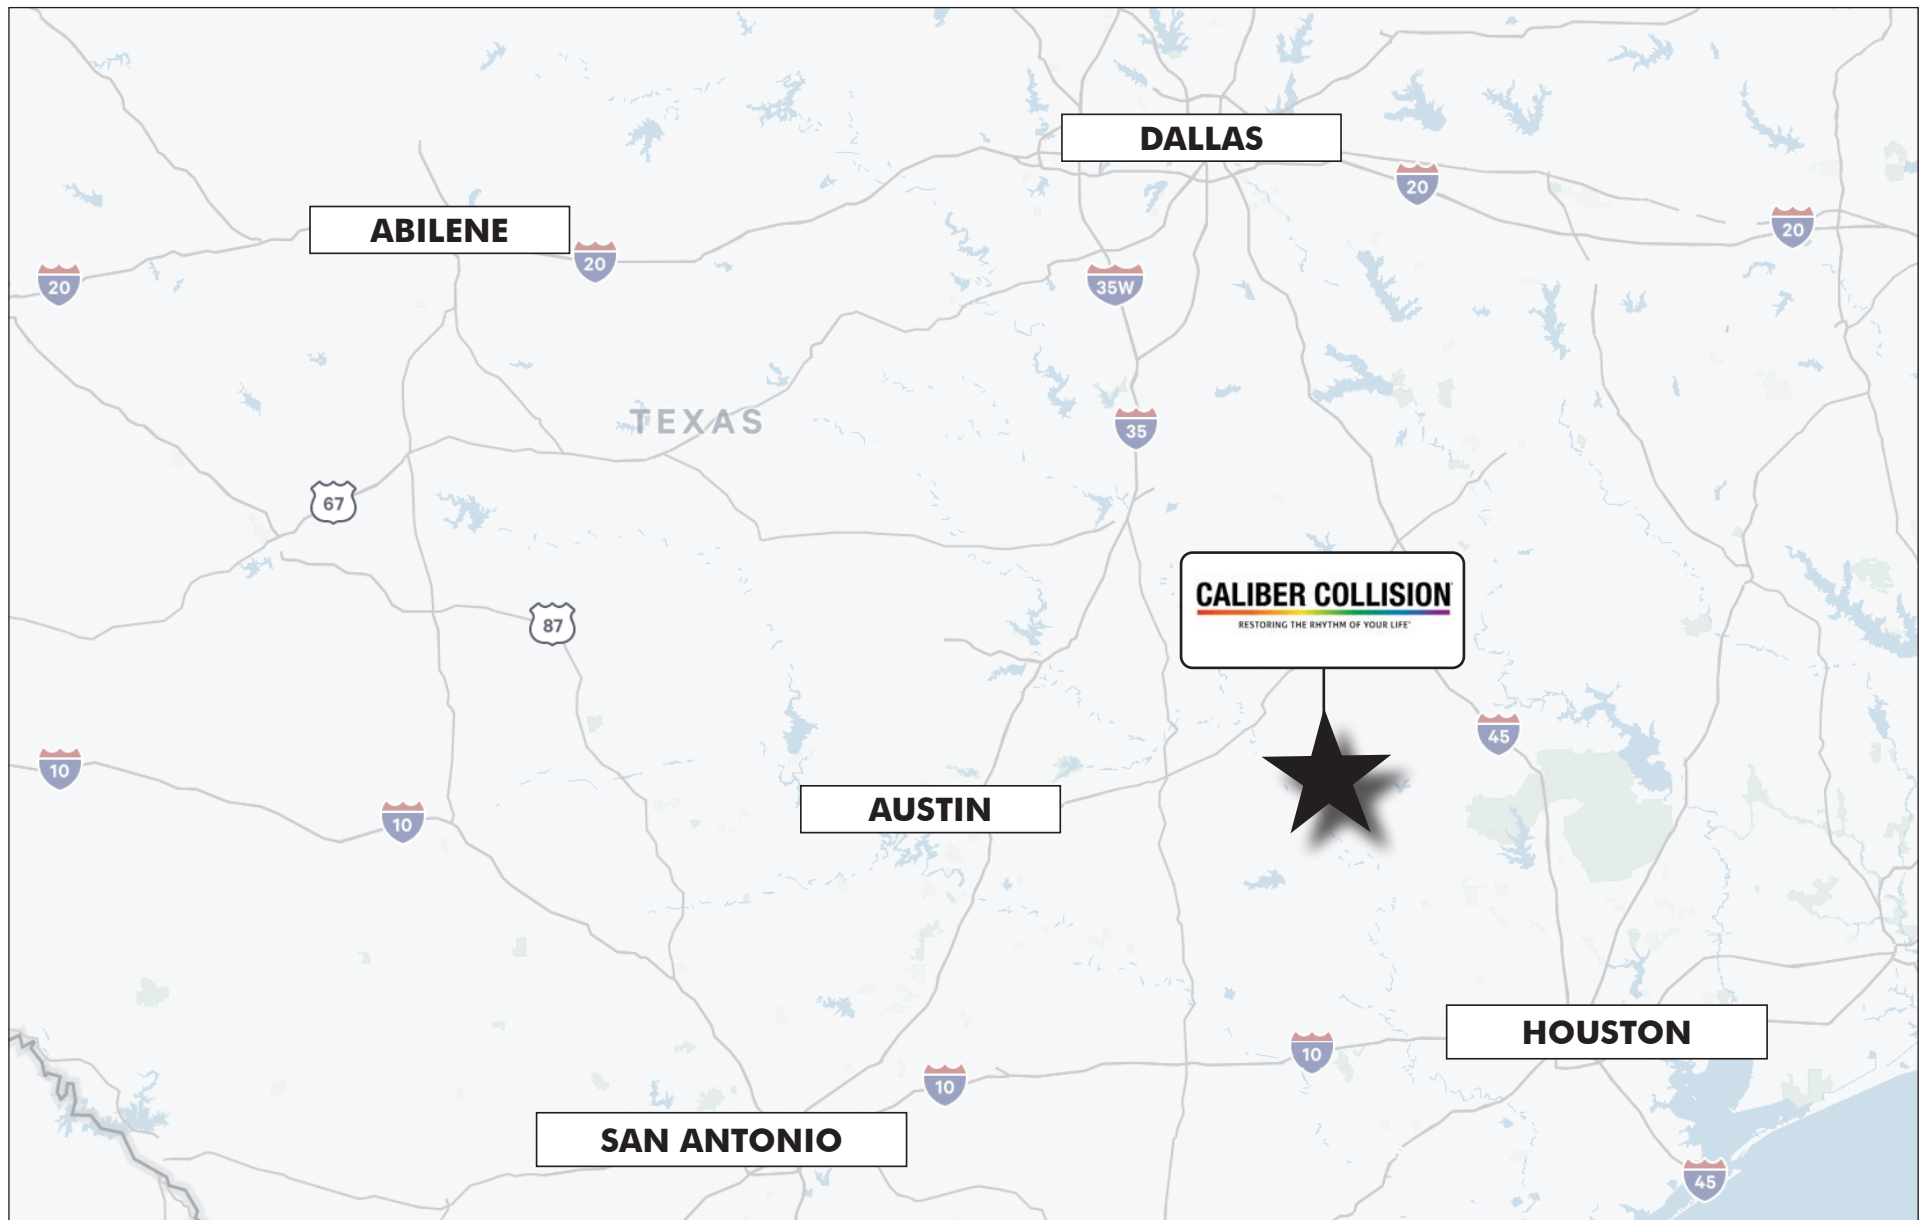 DALLAS
20
ABILENE
20
20
20
35W
TEXAS
35
67
CALIBER COLLISION
RESTORING THE RHYTHM OF YOUR LIFE
87
45
10
AUSTIN
10
HOUSTON
10
10
SAN ANTONIO
45